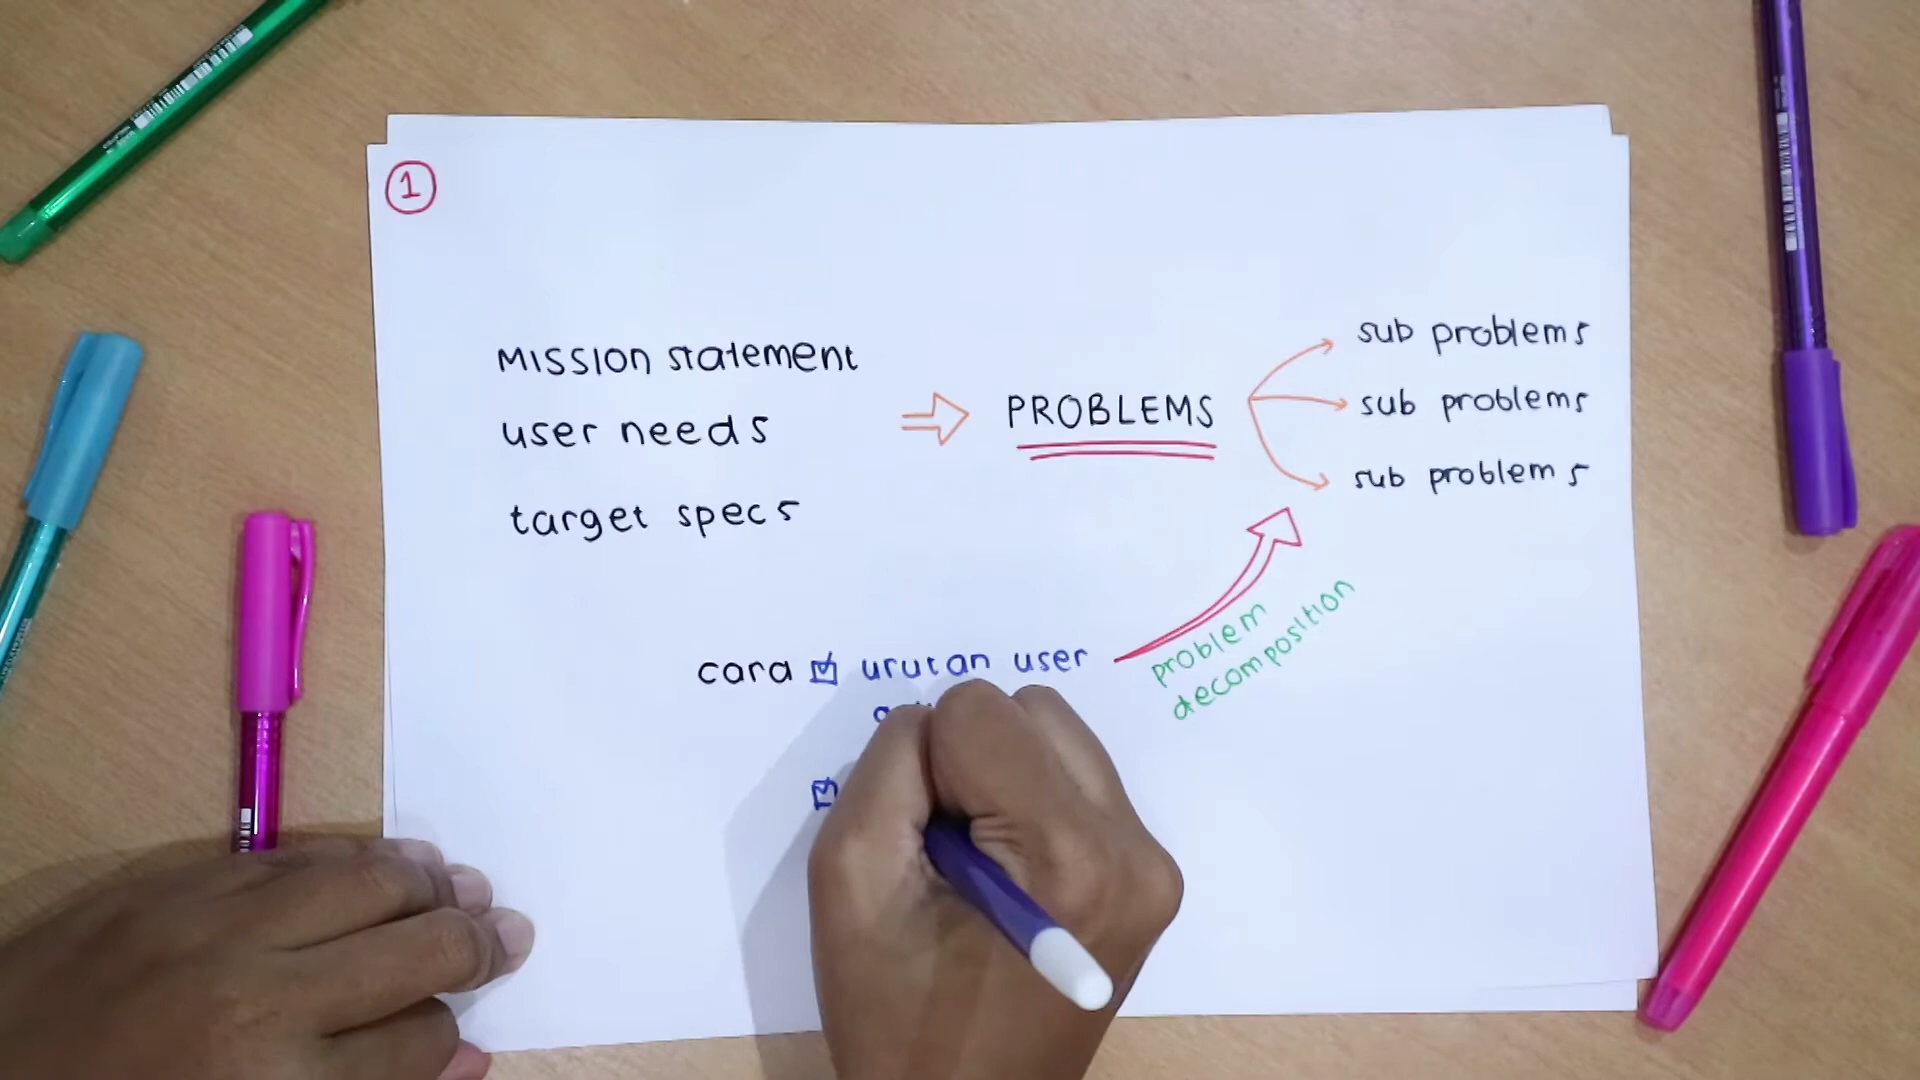 1
Mission statement
user needs
target specs
PROBLEMS
sub problems
sub problems
sub problems
problem
decomposition
cara ☑ urutan user
☑